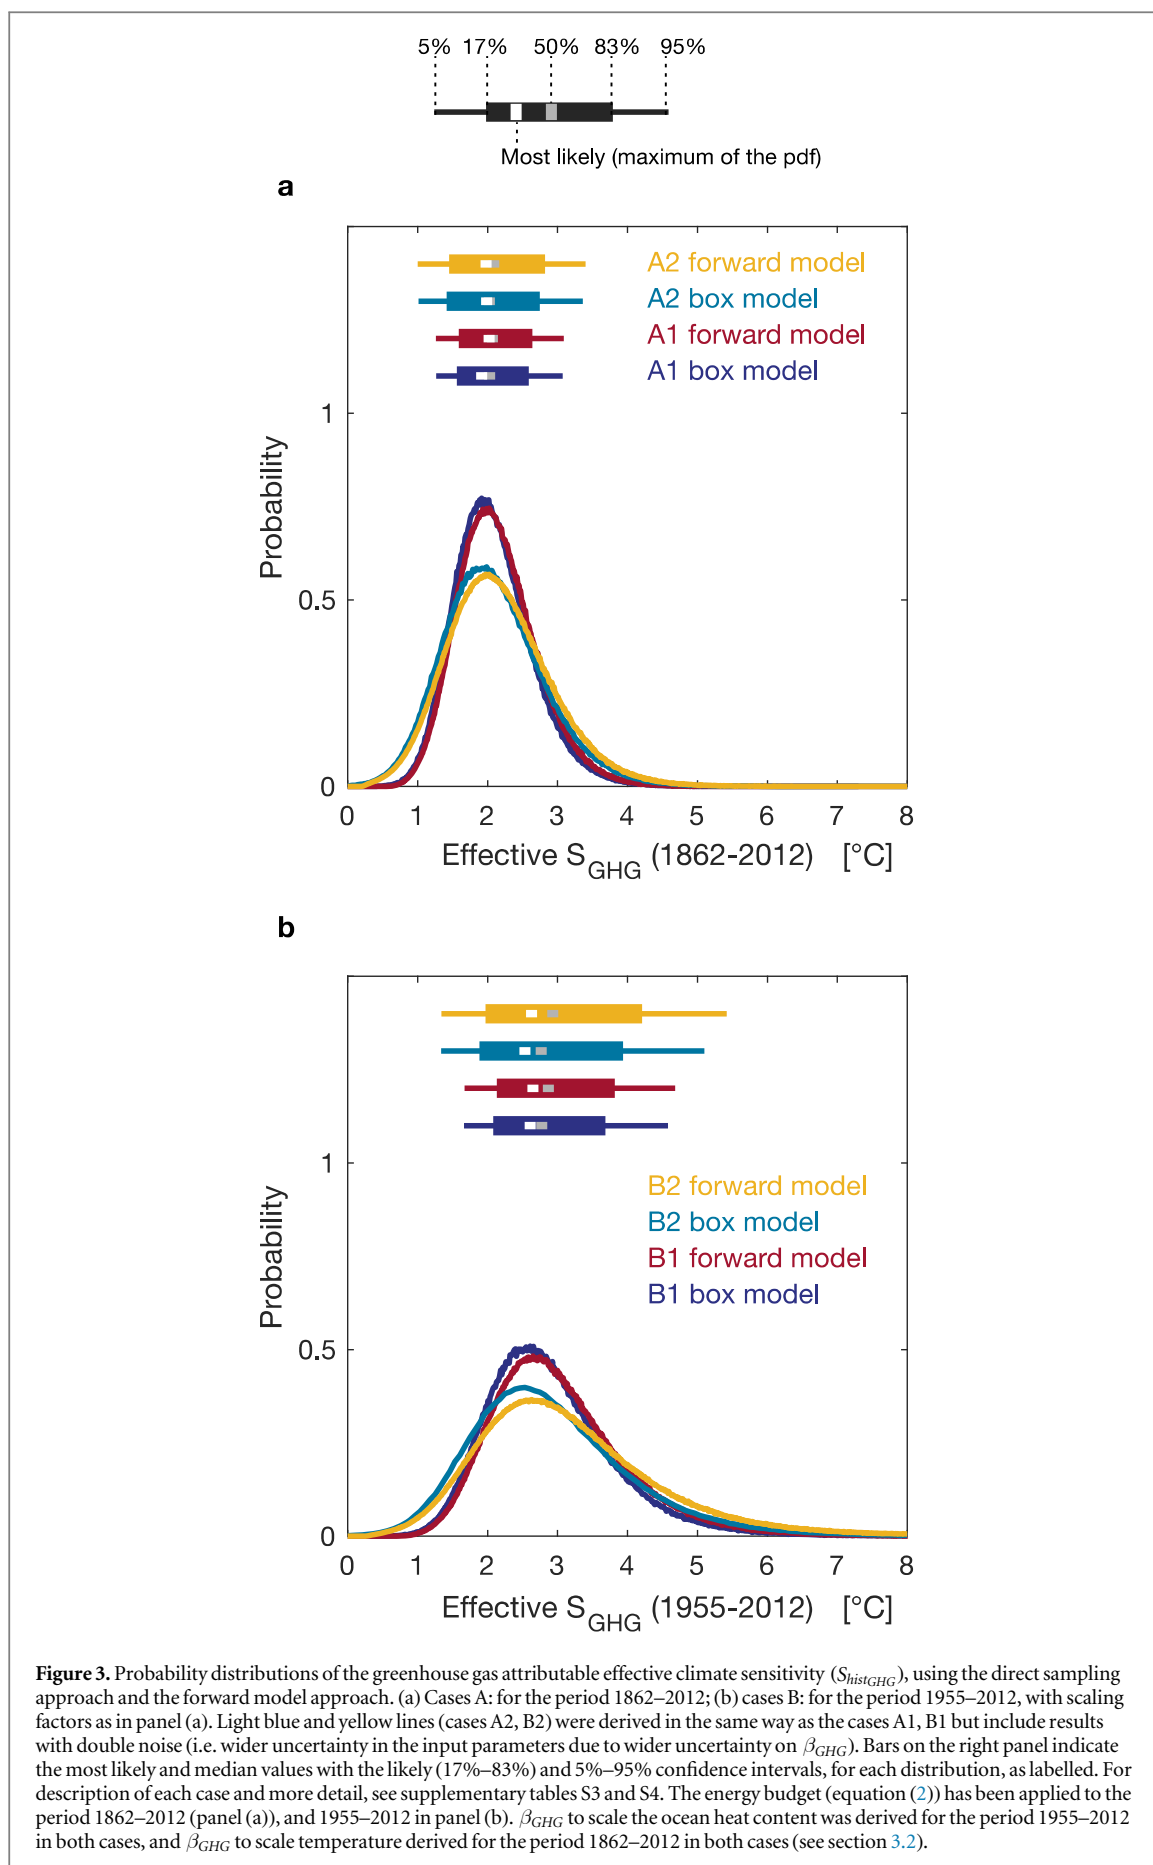 5% 17% 50% 83% 95%
Most likely (maximum of the pdf)
a
A2 forward model
A2 box model
A1 forward model
A1 box model
1
0.5
0
Probability
0 1 2 3 4 5 6 7 8
Effective S_GHG (1862-2012) [°C]
b
B2 forward model
B2 box model
B1 forward model
B1 box model
1
0.5
0
Probability
0 1 2 3 4 5 6 7 8
Effective S_GHG (1955-2012) [°C]
Figure 3. Probability distributions of the greenhouse gas attributable effective climate sensitivity (S_histGHG), using the direct sampling
approach and the forward model approach. (a) Cases A: for the period 1862–2012; (b) cases B: for the period 1955–2012, with scaling
factors as in panel (a). Light blue and yellow lines (cases A2, B2) were derived in the same way as the cases A1, B1 but include results
with double noise (i.e. wider uncertainty in the input parameters due to wider uncertainty on β_GHG). Bars on the right panel indicate
the most likely and median values with the likely (17%–83%) and 5%–95% confidence intervals, for each distribution, as labelled. For
description of each case and more detail, see supplementary tables S3 and S4. The energy budget (equation (2)) has been applied to the
period 1862–2012 (panel (a)), and 1955–2012 in panel (b). β_GHG to scale the ocean heat content was derived for the period 1955–2012
in both cases, and β_GHG to scale temperature derived for the period 1862–2012 in both cases (see section 3.2).